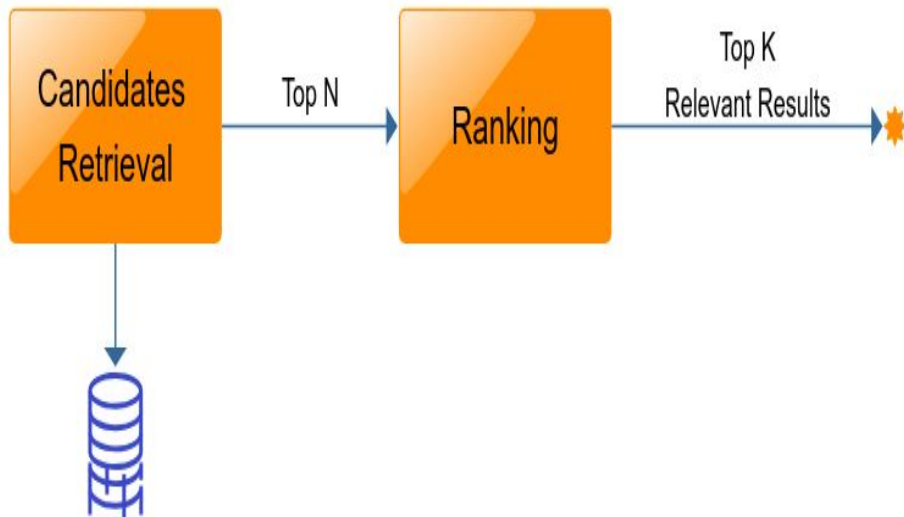 Candidates
Retrieval
Top N
Ranking
Top K
Relevant Results